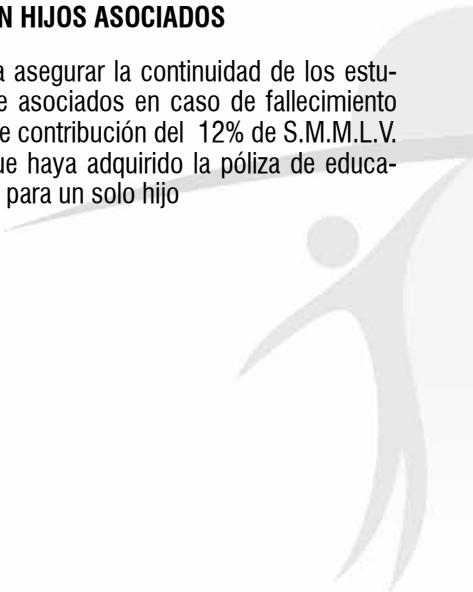 N HIJOS ASOCIADOS
a asegurar la continuidad de los estu-
e asociados en caso de fallecimiento
e contribución del 12% de S.M.M.L.V.
ue haya adquirido la póliza de educa-
para un solo hijo